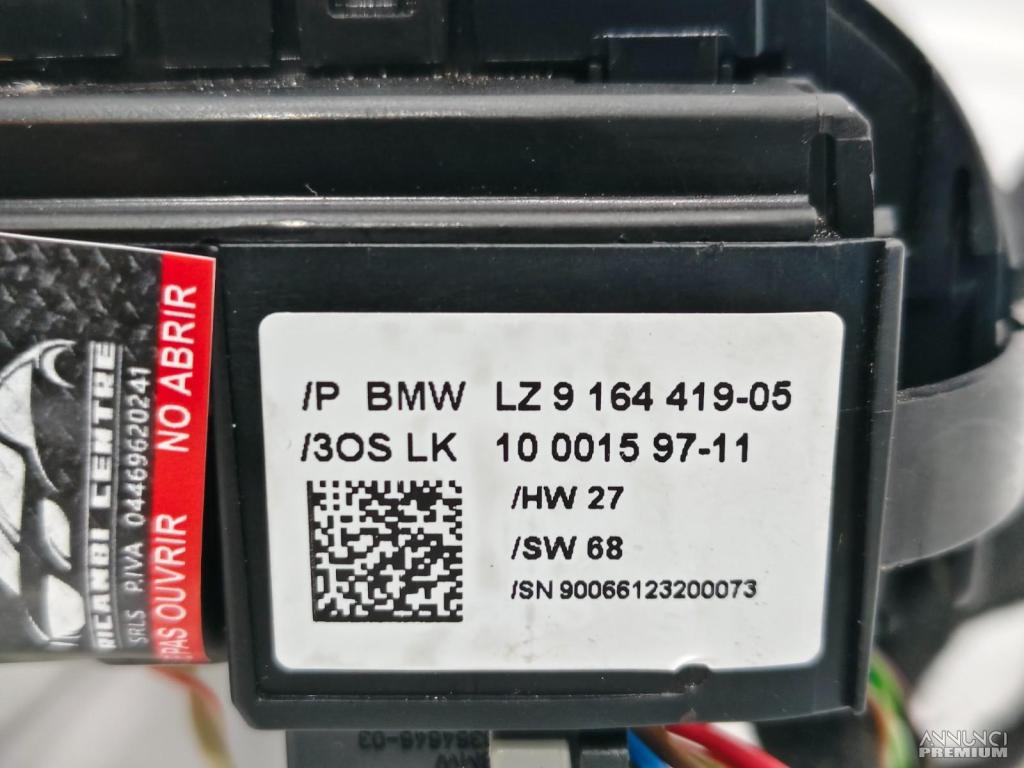 /P BMW LZ 9 164 419-05
/3OS LK 10 0015 97-11
/HW 27
/SW 68
/SN 90066123200073
RICAMBI CENTRE
SRLS P.IVA 04469620241
PAS OUVRIR NO ABRIR
ANNUNCI
PREMIUM